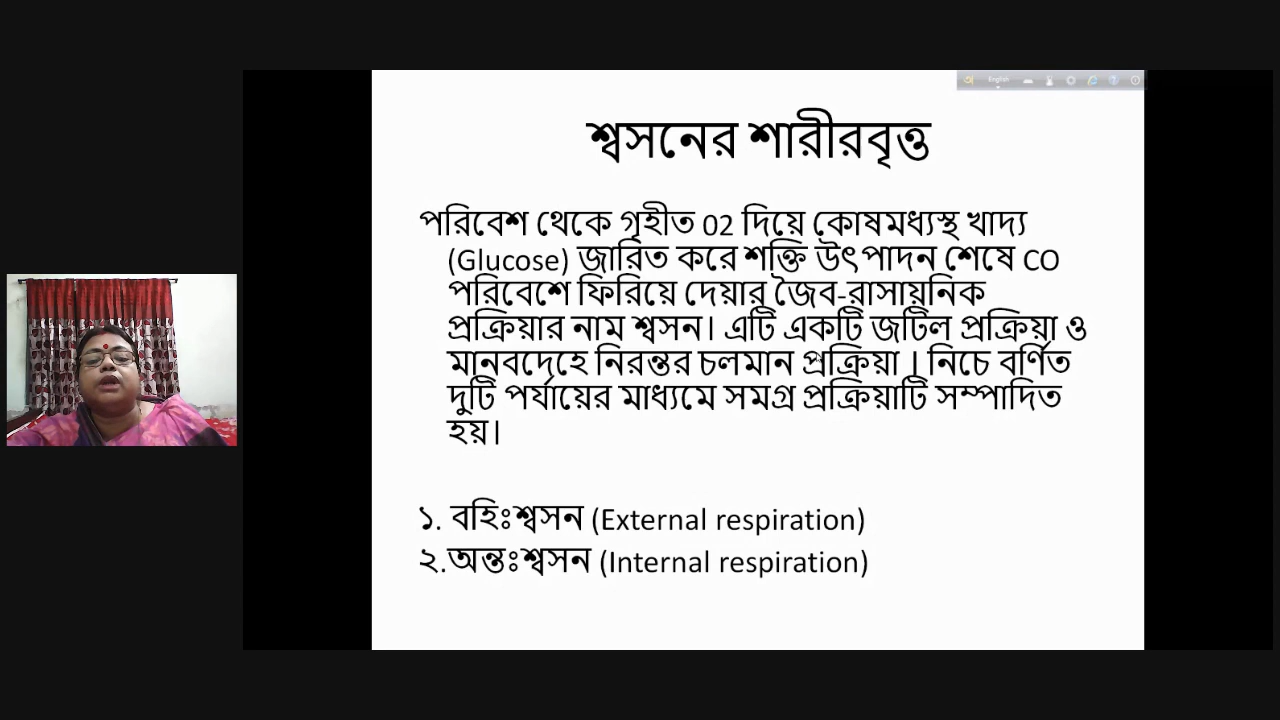 English
শ্বসনের শারীরবৃত্ত
পরিবেশ থেকে গৃহীত 02 দিয়ে কোষমধ্যস্থ খাদ্য
(Glucose) জারিত করে শক্তি উৎপাদন শেষে CO
পরিবেশে ফিরিয়ে দেয়ার জৈব-রাসায়নিক
প্রক্রিয়ার নাম শ্বসন। এটি একটি জটিল প্রক্রিয়া ও
মানবদেহে নিরন্তর চলমান প্রক্রিয়া । নিচে বর্ণিত
দুটি পর্যায়ের মাধ্যমে সমগ্র প্রক্রিয়াটি সম্পাদিত
হয়।
১. বহিঃশ্বসন (External respiration)
২.অন্তঃশ্বসন (Internal respiration)